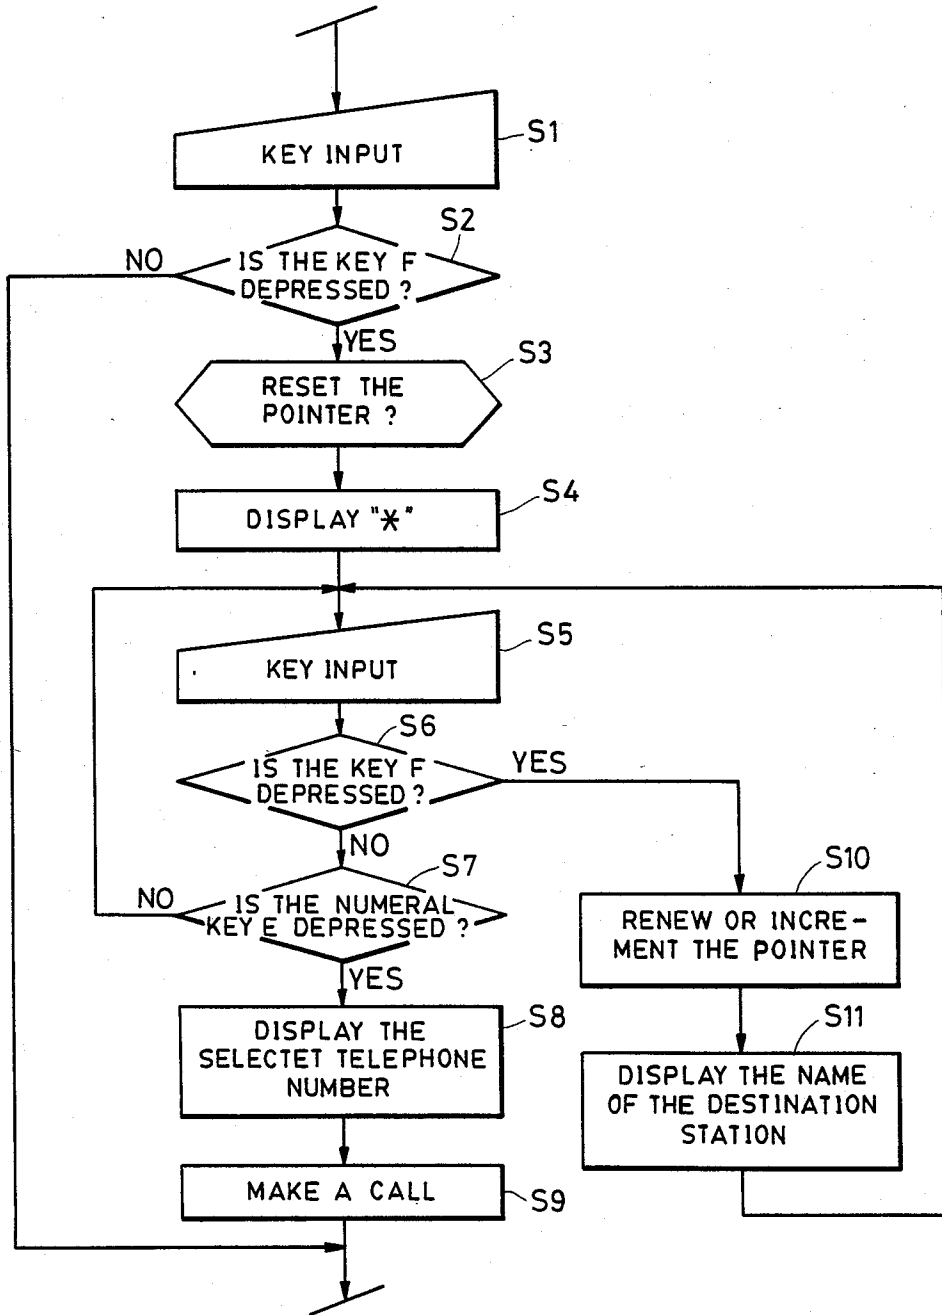 KEY INPUT
S1
S2
NO
IS THE KEY F
DEPRESSED ?
YES
S3
RESET THE
POINTER ?
S4
DISPLAY "*"
S5
KEY INPUT
S6
IS THE KEY F
DEPRESSED ?
YES
NO
S7
NO
IS THE NUMERAL
KEY E DEPRESSED ?
YES
S8
DISPLAY THE
SELECTET TELEPHONE
NUMBER
S9
MAKE A CALL
S10
RENEW OR INCRE-
MENT THE POINTER
S11
DISPLAY THE NAME
OF THE DESTINATION
STATION